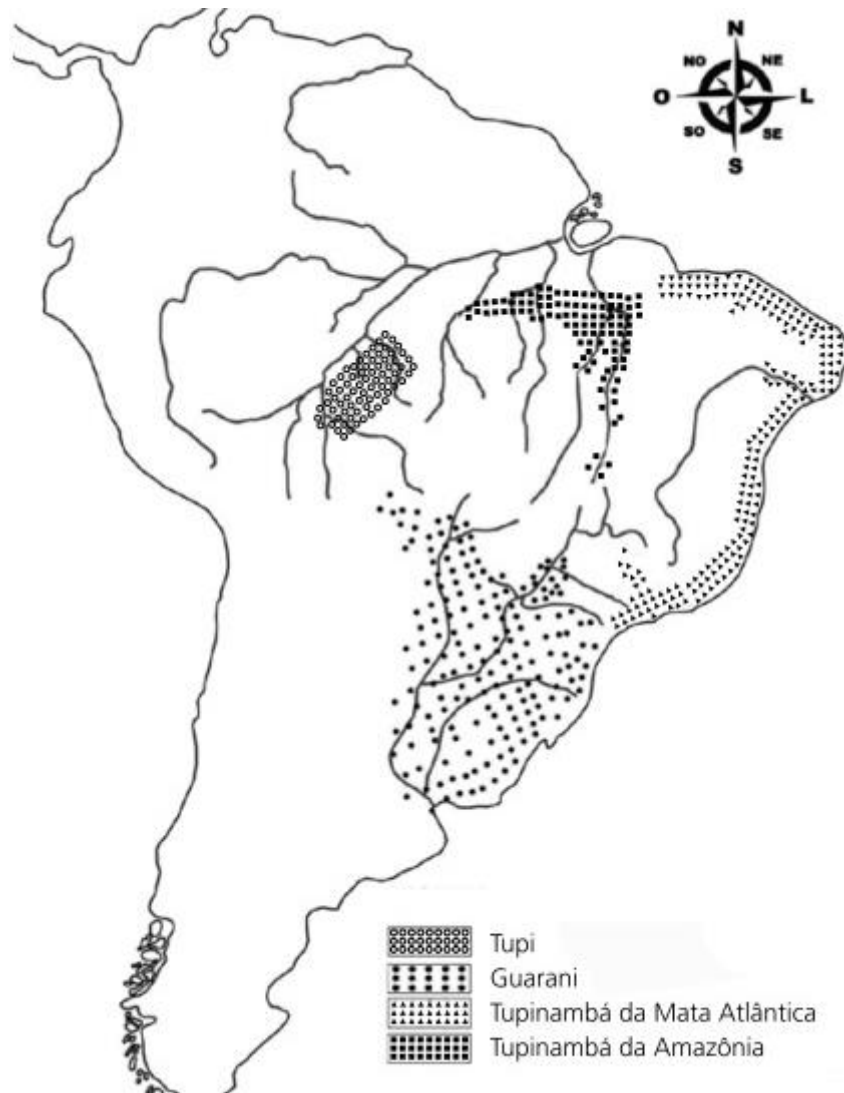 N
NO NE
O L
SO SE
S
Tupi
Guarani
Tupinambá da Mata Atlântica
Tupinambá da Amazônia